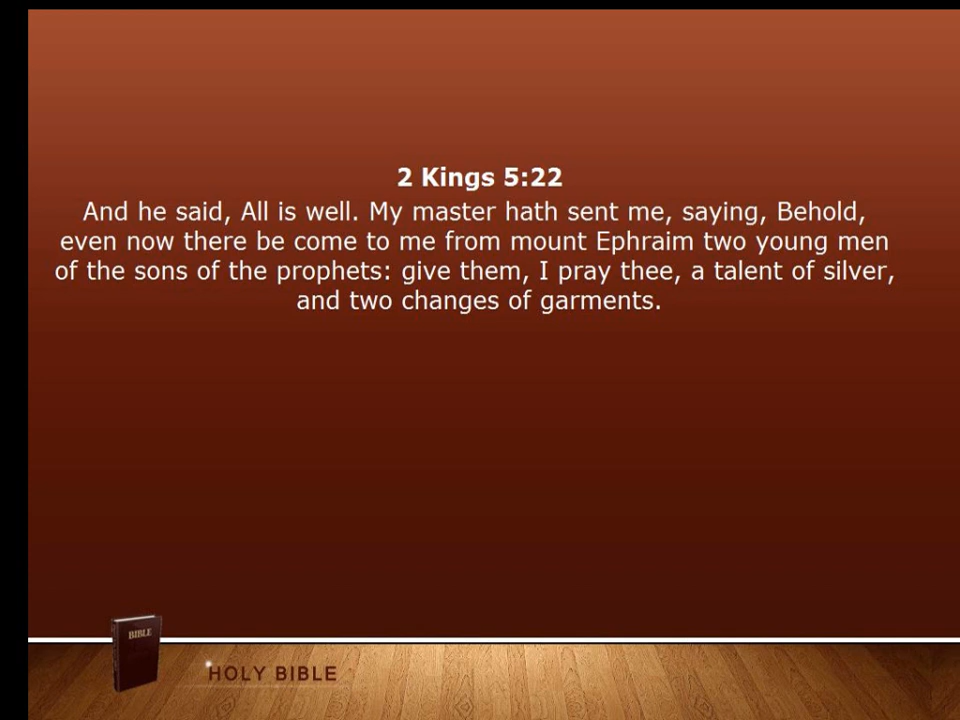 2 Kings 5:22
And he said, All is well. My master hath sent me, saying, Behold,
even now there be come to me from mount Ephraim two young men
of the sons of the prophets: give them, I pray thee, a talent of silver,
and two changes of garments.
BIBLE
HOLY BIBLE